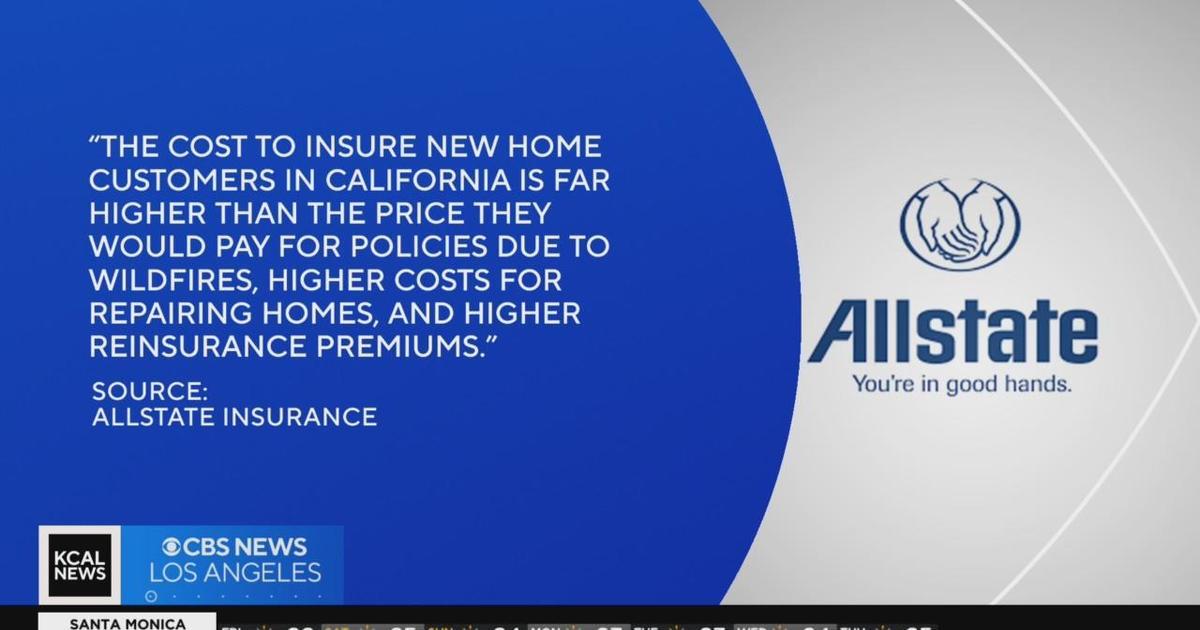 “THE COST TO INSURE NEW HOME
CUSTOMERS IN CALIFORNIA IS FAR
HIGHER THAN THE PRICE THEY
WOULD PAY FOR POLICIES DUE TO
WILDFIRES, HIGHER COSTS FOR
REPAIRING HOMES, AND HIGHER
REINSURANCE PREMIUMS.”
SOURCE:
ALLSTATE INSURANCE
Allstate
You're in good hands.
KCAL
NEWS
CBS NEWS
LOS ANGELES
SANTA MONICA